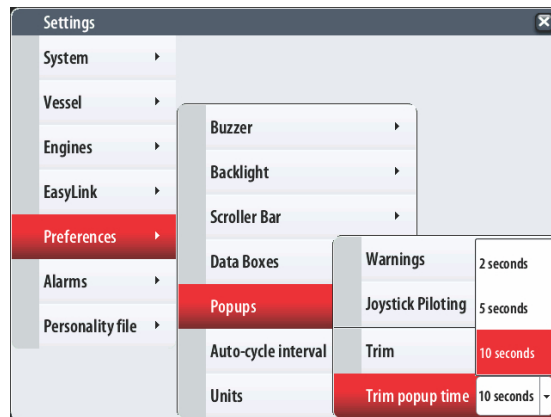 Settings
System
Vessel
Engines
EasyLink
Preferences
Alarms
Personality file
Buzzer
Backlight
Scroller Bar
Data Boxes
Popups
Auto-cycle interval
Units
Warnings
Joystick Piloting
Trim
Trim popup time
2 seconds
5 seconds
10 seconds
10 seconds